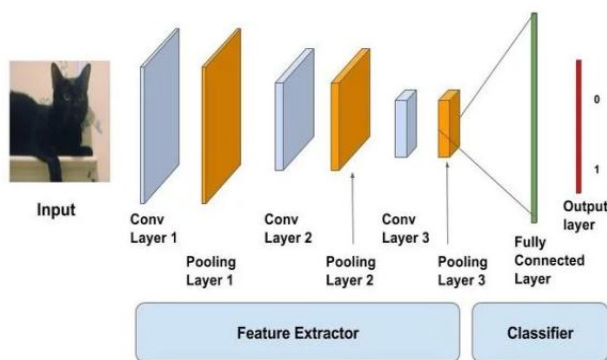 Input
Conv
Layer 1
Pooling
Layer 1
Conv
Layer 2
Pooling
Layer 2
Conv
Layer 3
Pooling
Layer 3
Fully
Connected
Layer
0
1
Output
layer
Feature Extractor
Classifier